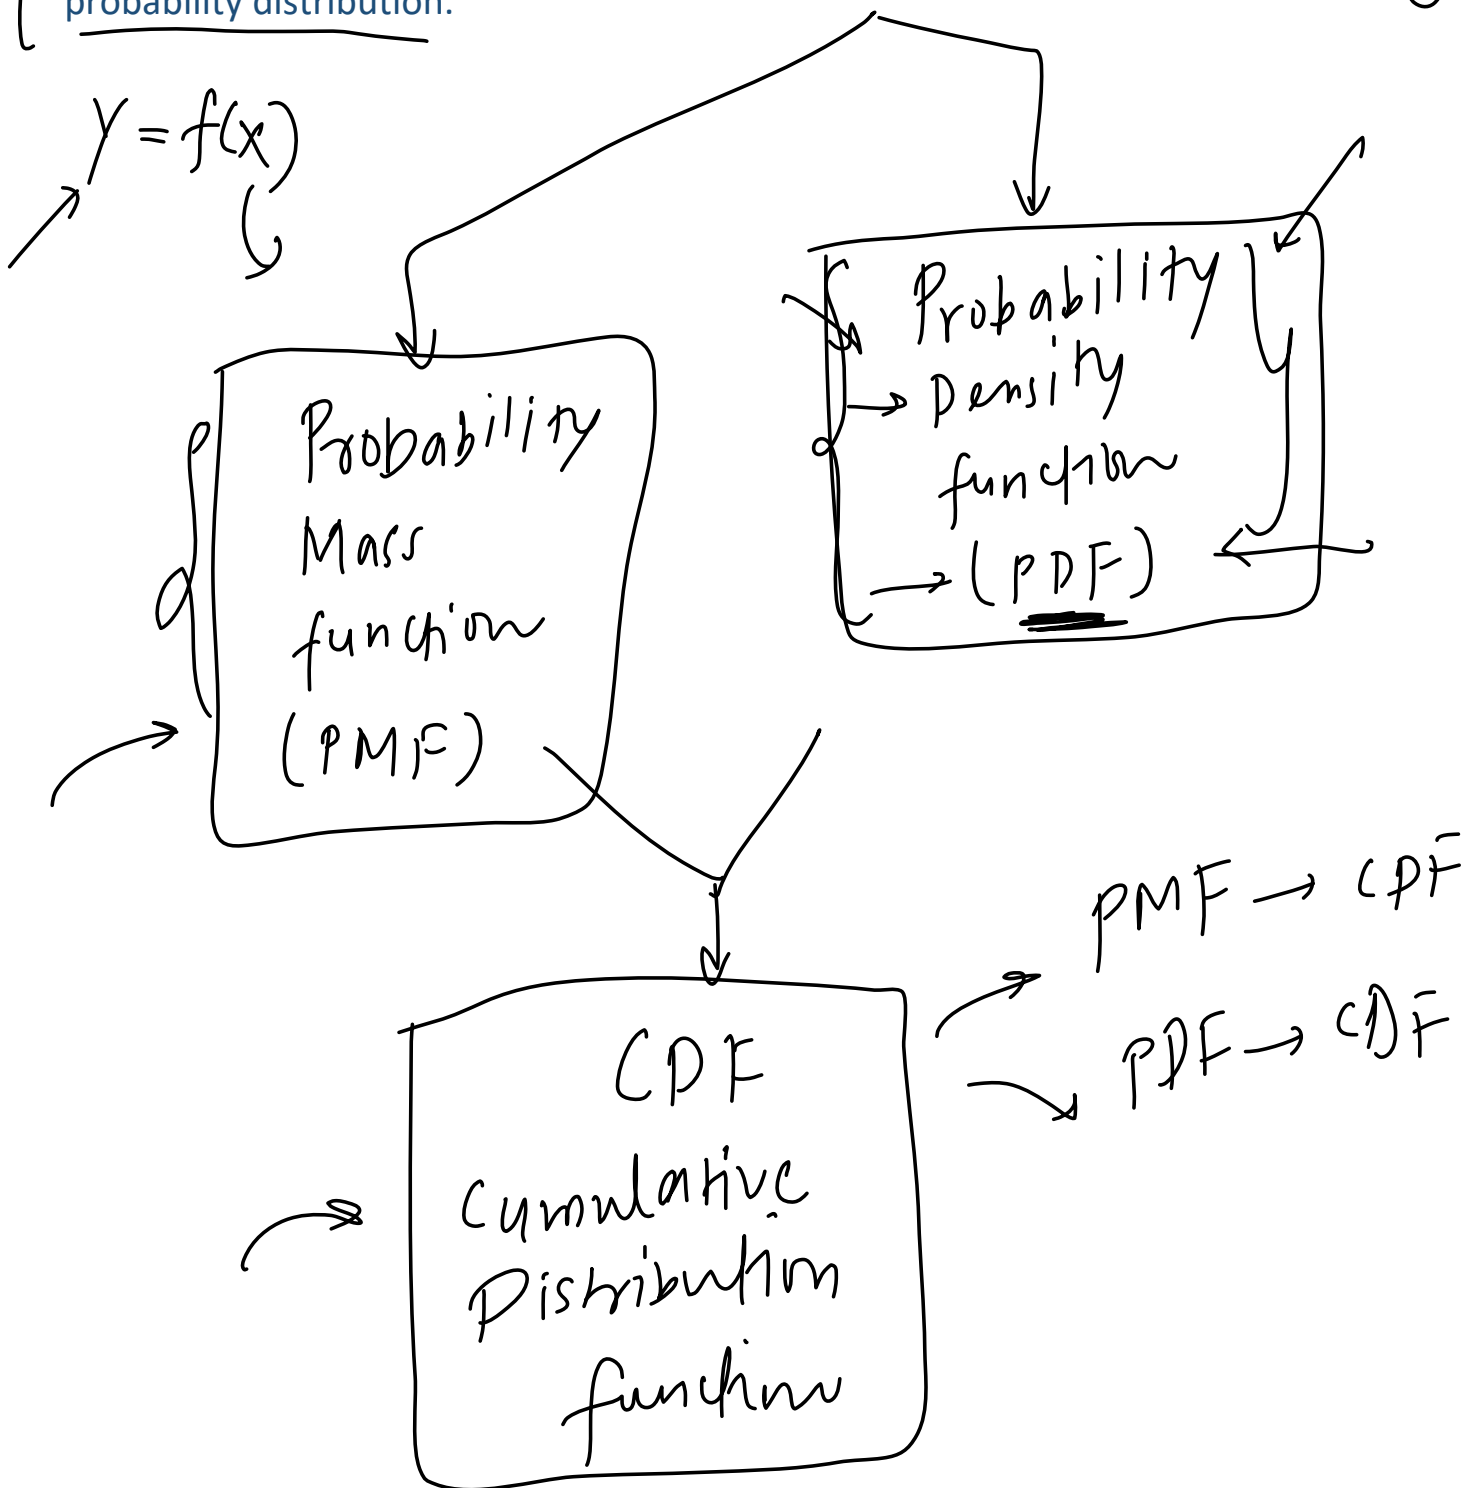 probability distribution.
y = f(x)
Probability
Mass
function
(PMF)
Probability
Density
function
(PDF)
PMF → CDF
PDF → CDF
CDF
Cumulative
Distribution
function